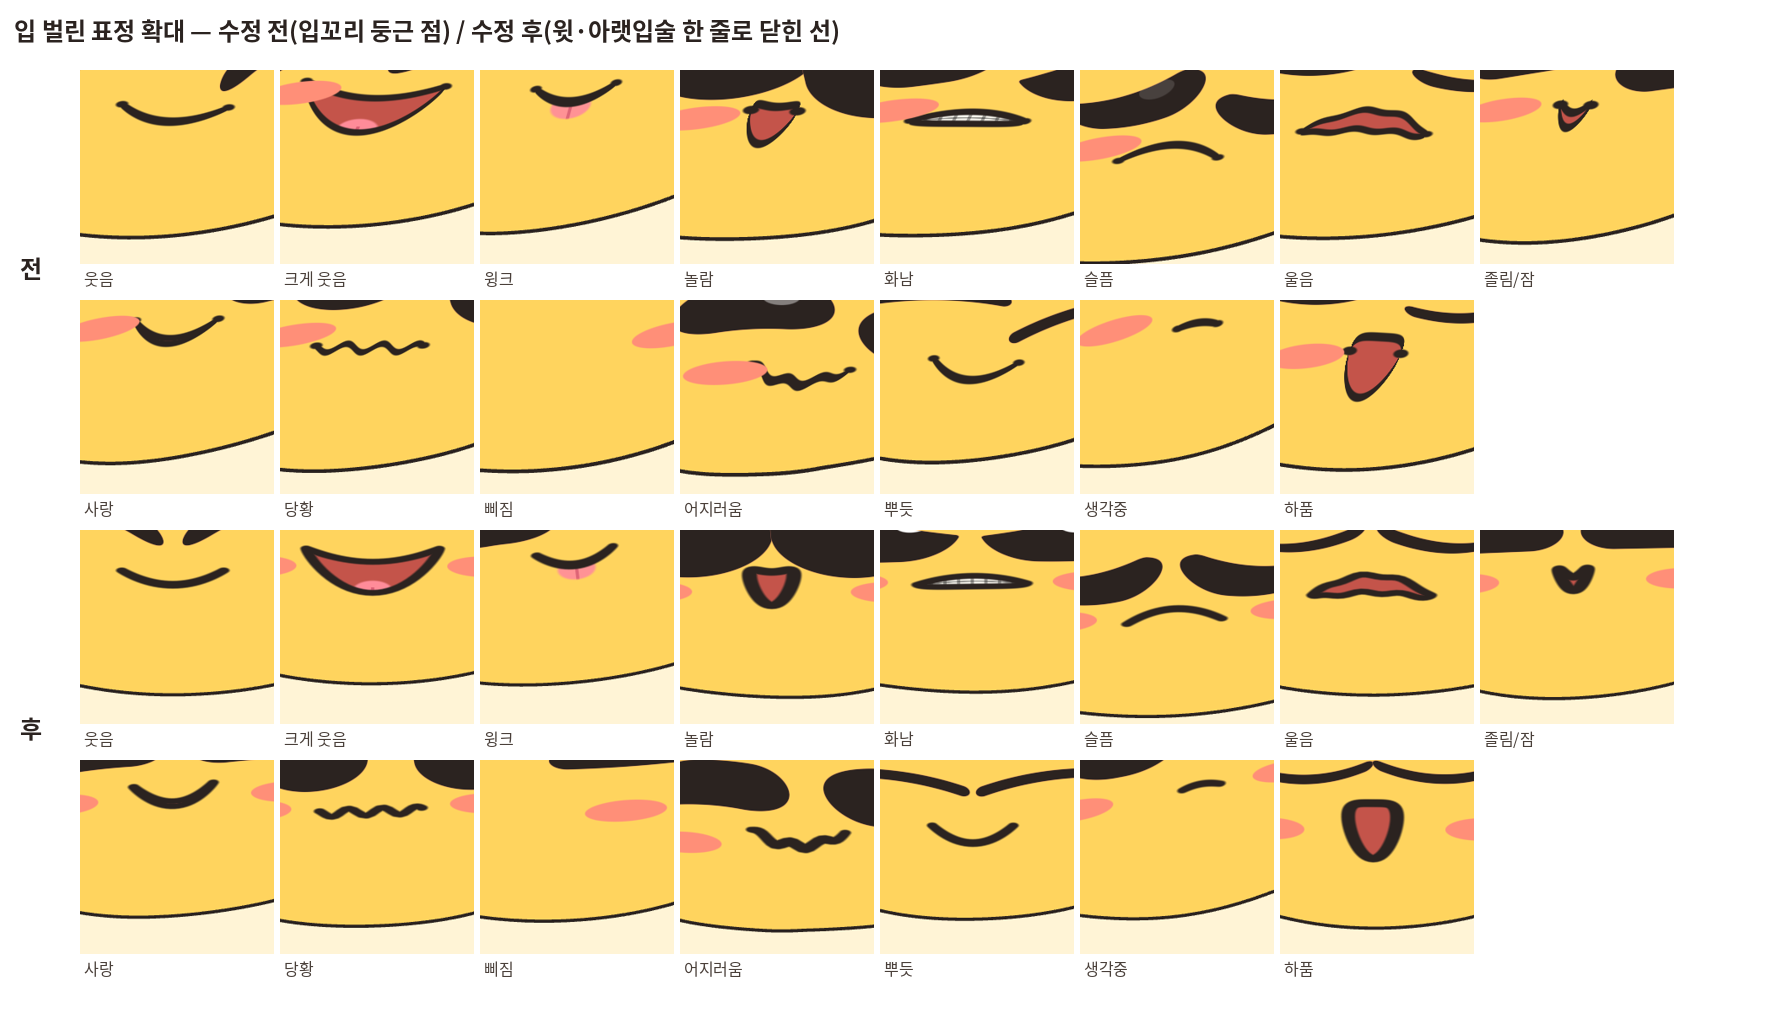 입 벌린 표정 확대 — 수정 전(입꼬리 둥근 점) / 수정 후(윗·아랫입술 한 줄로 닫힌 선)
전
웃음 크게 웃음 윙크 놀람 화남 슬픔 울음 졸림/잠
사랑 당황 삐짐 어지러움 뿌듯 생각중 하품
후
웃음 크게 웃음 윙크 놀람 화남 슬픔 울음 졸림/잠
사랑 당황 삐짐 어지러움 뿌듯 생각중 하품